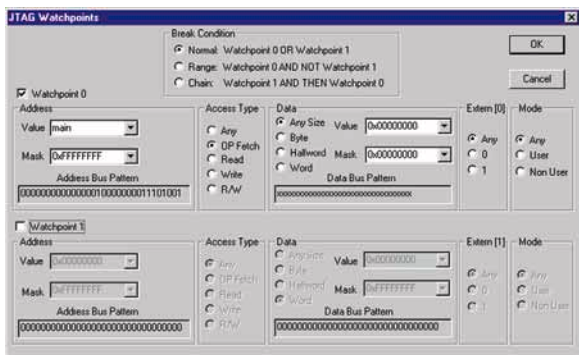 JTAG Watchpoints
Break Condition
Normal: Watchpoint 0 OR Watchpoint 1
Range: Watchpoint 0 AND NOT Watchpoint 1
Chain: Watchpoint 1 AND THEN Watchpoint 0
OK
Cancel
Watchpoint 0
Address
Value main
Mask 0xFFFFFFFF
Address Bus Pattern
Access Type
Any
OP Fetch
Read
Write
R/W
Data
Any Size
Byte
Halfword
Word
Value 0x00000000
Mask 0x00000000
Data Bus Pattern
Extern [0]
Any
0
1
Mode
Any
User
Non User
Watchpoint 1
Address
Value 0x00000000
Mask 0xFFFFFFFF
Address Bus Pattern
Access Type
Any
OP Fetch
Read
Write
R/W
Data
Any Size
Byte
Halfword
Word
Value 0x00000000
Mask 0xFFFFFFFF
Data Bus Pattern
Extern [1]
Any
0
1
Mode
Any
User
Non User